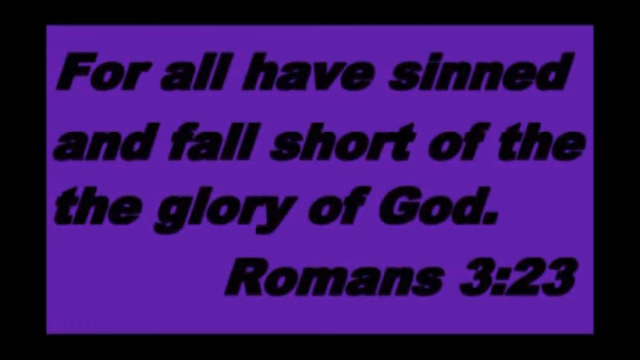 For all have sinned
and fall short of the
the glory of God.
Romans 3:23